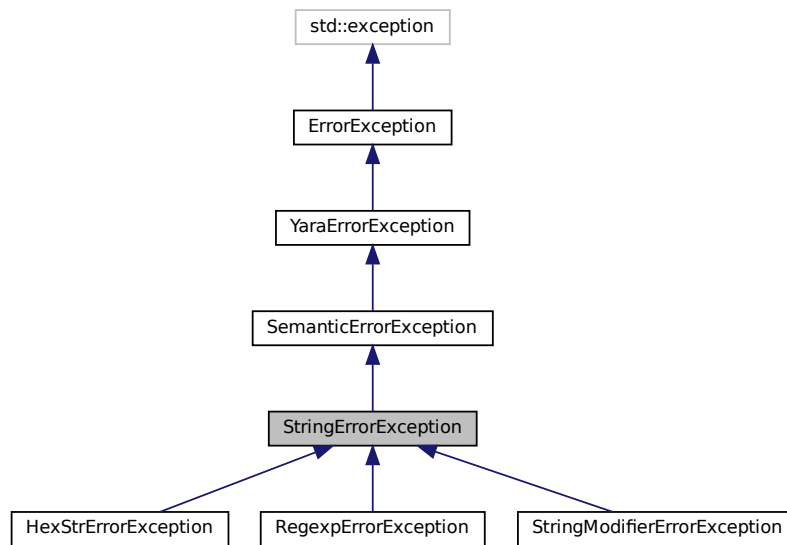 std::exception
ErrorException
YaraErrorException
SemanticErrorException
StringErrorException
HexStrErrorException
RegexpErrorException
StringModifierErrorException